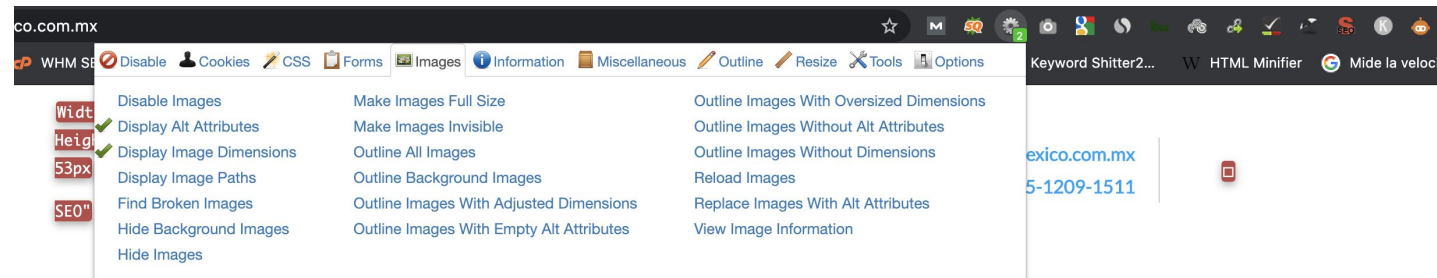 co.com.mx
M SQ 2 SEO K
cP WHM SE Disable Cookies CSS Forms Images Information Miscellaneous Outline Resize Tools Options Keyword Shitter2... W HTML Minifier G Mide la veloc
Disable Images Make Images Full Size Outline Images With Oversized Dimensions
Widt Display Alt Attributes Make Images Invisible Outline Images Without Alt Attributes
Heigh Display Image Dimensions Outline All Images Outline Images Without Dimensions exico.com.mx
53px Display Image Paths Outline Background Images Reload Images 5-1209-1511
SEO" Find Broken Images Outline Images With Adjusted Dimensions Replace Images With Alt Attributes
Hide Background Images Outline Images With Empty Alt Attributes View Image Information
Hide Images